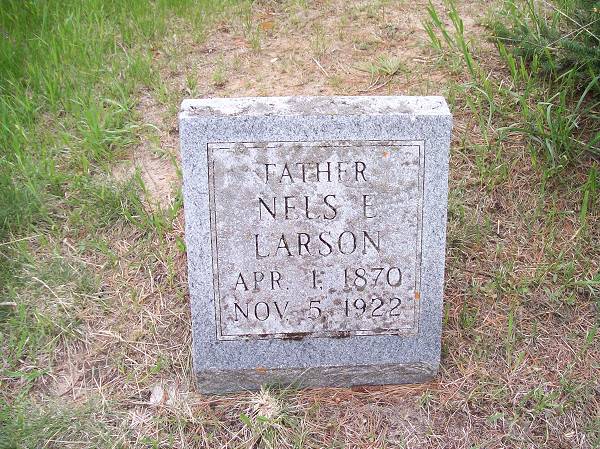 FATHER
NELS E
LARSON
APR. 1, 1870
NOV. 5, 1922